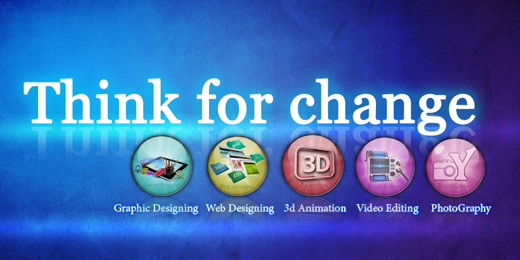 Think for change
3D
Graphic Designing Web Designing 3d Animation Video Editing PhotoGraphy